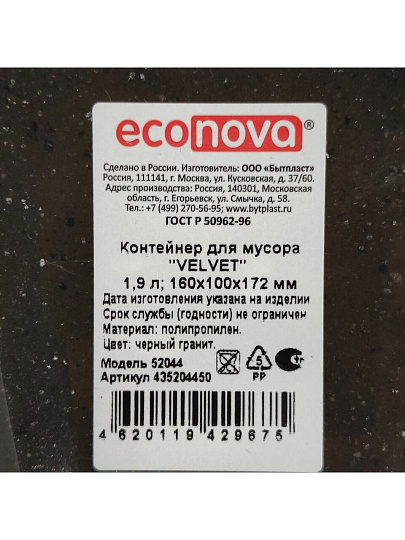 econova®
Сделано в России. Изготовитель: ООО «Бытпласт»
Россия, 111141, г. Москва, ул. Кусковская, д. 37/60.
Адрес производства: Россия, 140301, Московская
область, г. Егорьевск, ул. Смычка, д. 58.
Тел.: +7 (499) 270-56-95; www.bytplast.ru
ГОСТ Р 50962-96
Контейнер для мусора
"VELVET"
1,9 л; 160x100x172 мм
Дата изготовления указана на изделии
Срок службы (годности) не ограничен
Материал: полипропилен.
Цвет: черный гранит.
Модель 52044
Артикул 435204450
5
PP
4 620119 429675